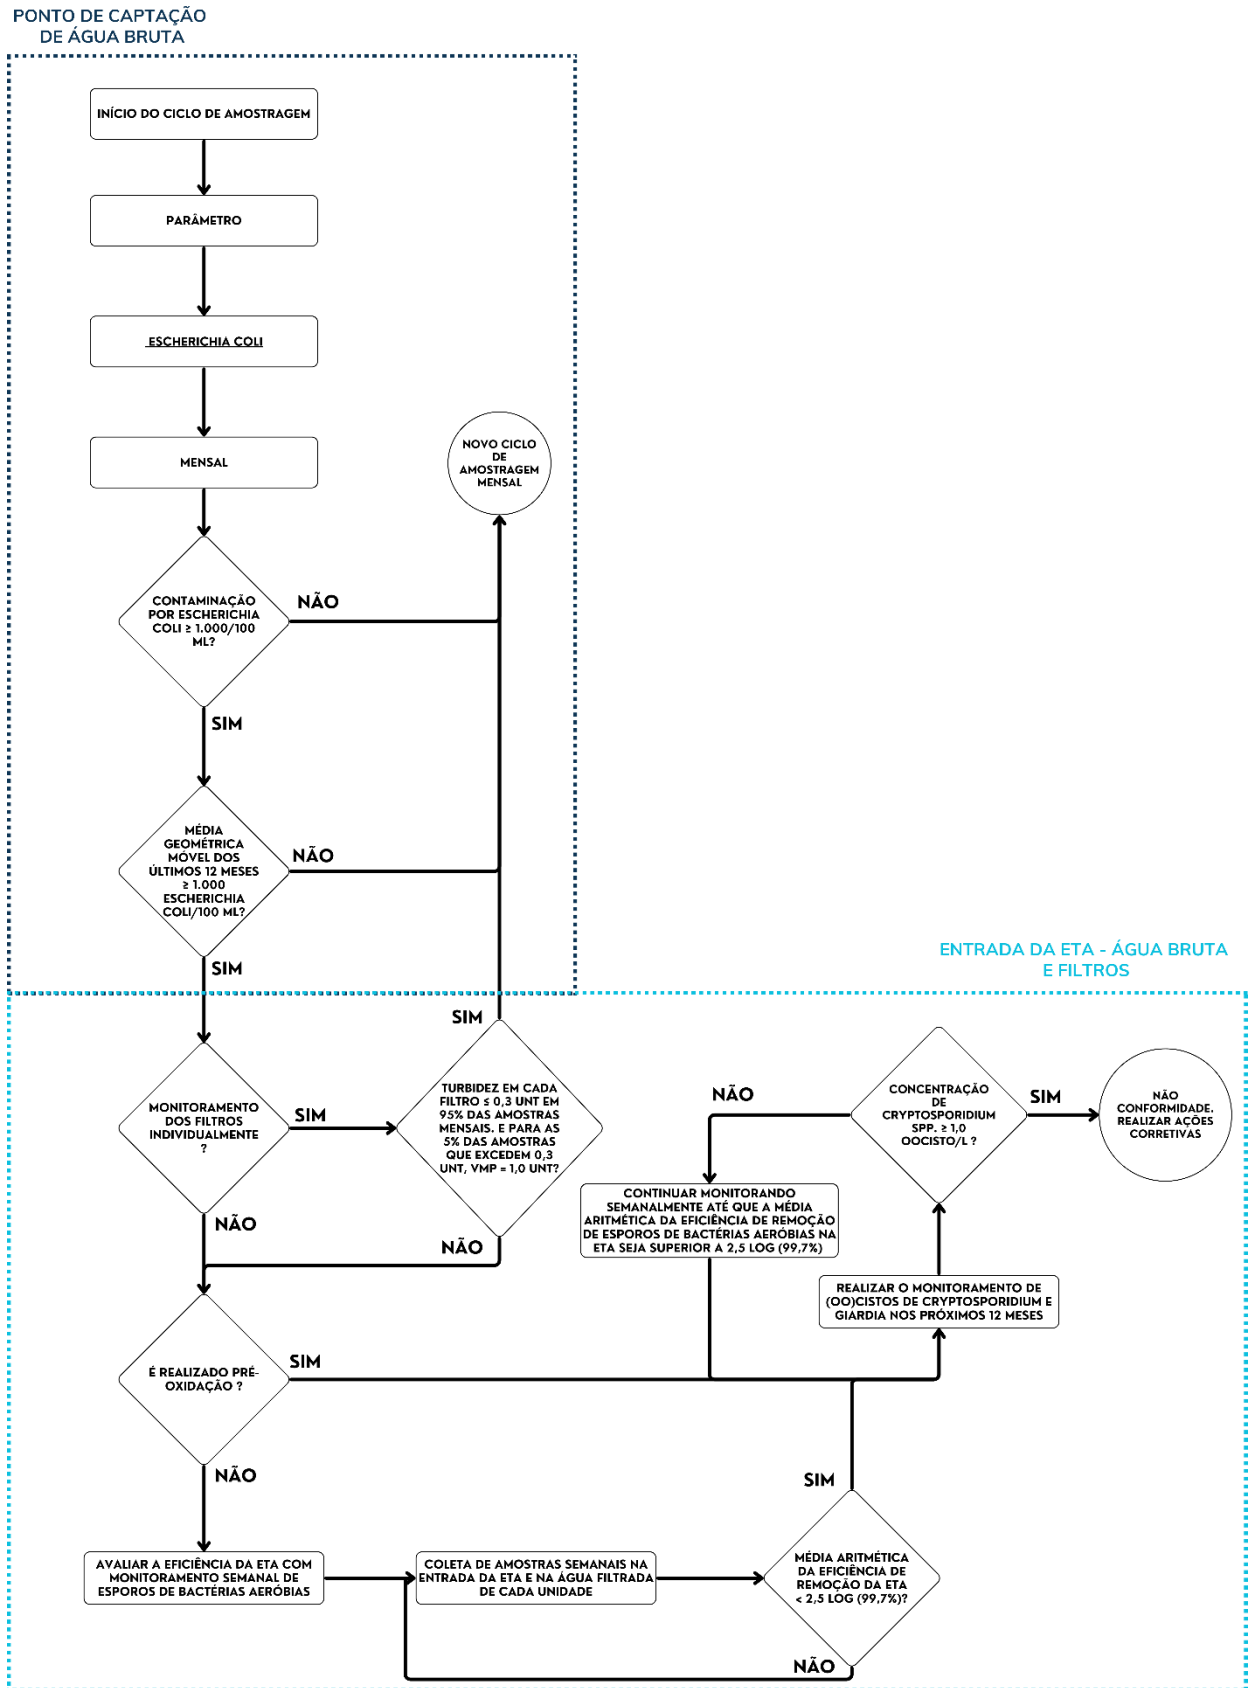 PONTO DE CAPTAÇÃO
DE ÁGUA BRUTA
INÍCIO DO CICLO DE AMOSTRAGEM
PARÂMETRO
ESCHERICHIA COLI
MENSAL
NOVO CICLO
DE
AMOSTRAGEM
MENSAL
CONTAMINAÇÃO
POR ESCHERICHIA
COLI ≥ 1.000/100
ML?
NÃO
SIM
MÉDIA
GEOMÉTRICA
MÓVEL DOS
ÚLTIMOS 12 MESES
≥ 1.000
ESCHERICHIA
COLI/100 ML?
NÃO
SIM
ENTRADA DA ETA - ÁGUA BRUTA
E FILTROS
MONITORAMENTO
DOS FILTROS
INDIVIDUALMENTE
?
SIM
NÃO
SIM
TURBIDEZ EM CADA
FILTRO ≤ 0,3 UNT EM
95% DAS AMOSTRAS
MENSAIS. E PARA AS
5% DAS AMOSTRAS
QUE EXCEDEM 0,3
UNT, VMP = 1,0 UNT?
NÃO
NÃO
CONCENTRAÇÃO
DE
CRYPTOSPORIDIUM
SPP. ≥ 1,0
OOCISTO/L ?
SIM
NÃO
CONFORMIDADE.
REALIZAR AÇÕES
CORRETIVAS
CONTINUAR MONITORANDO
SEMANALMENTE ATÉ QUE A MÉDIA
ARITMÉTICA DA EFICIÊNCIA DE REMOÇÃO
DE ESPOROS DE BACTÉRIAS AERÓBIAS NA
ETA SEJA SUPERIOR A 2,5 LOG (99,7%)
REALIZAR O MONITORAMENTO DE
(OO)CISTOS DE CRYPTOSPORIDIUM E
GIARDIA NOS PRÓXIMOS 12 MESES
É REALIZADO PRÉ-
OXIDAÇÃO ?
SIM
NÃO
AVALIAR A EFICIÊNCIA DA ETA COM
MONITORAMENTO SEMANAL DE
ESPOROS DE BACTÉRIAS AERÓBIAS
COLETA DE AMOSTRAS SEMANAIS NA
ENTRADA DA ETA E NA ÁGUA FILTRADA
DE CADA UNIDADE
SIM
MÉDIA ARITMÉTICA
DA EFICIÊNCIA DE
REMOÇÃO DA ETA
< 2,5 LOG (99,7%)?
NÃO